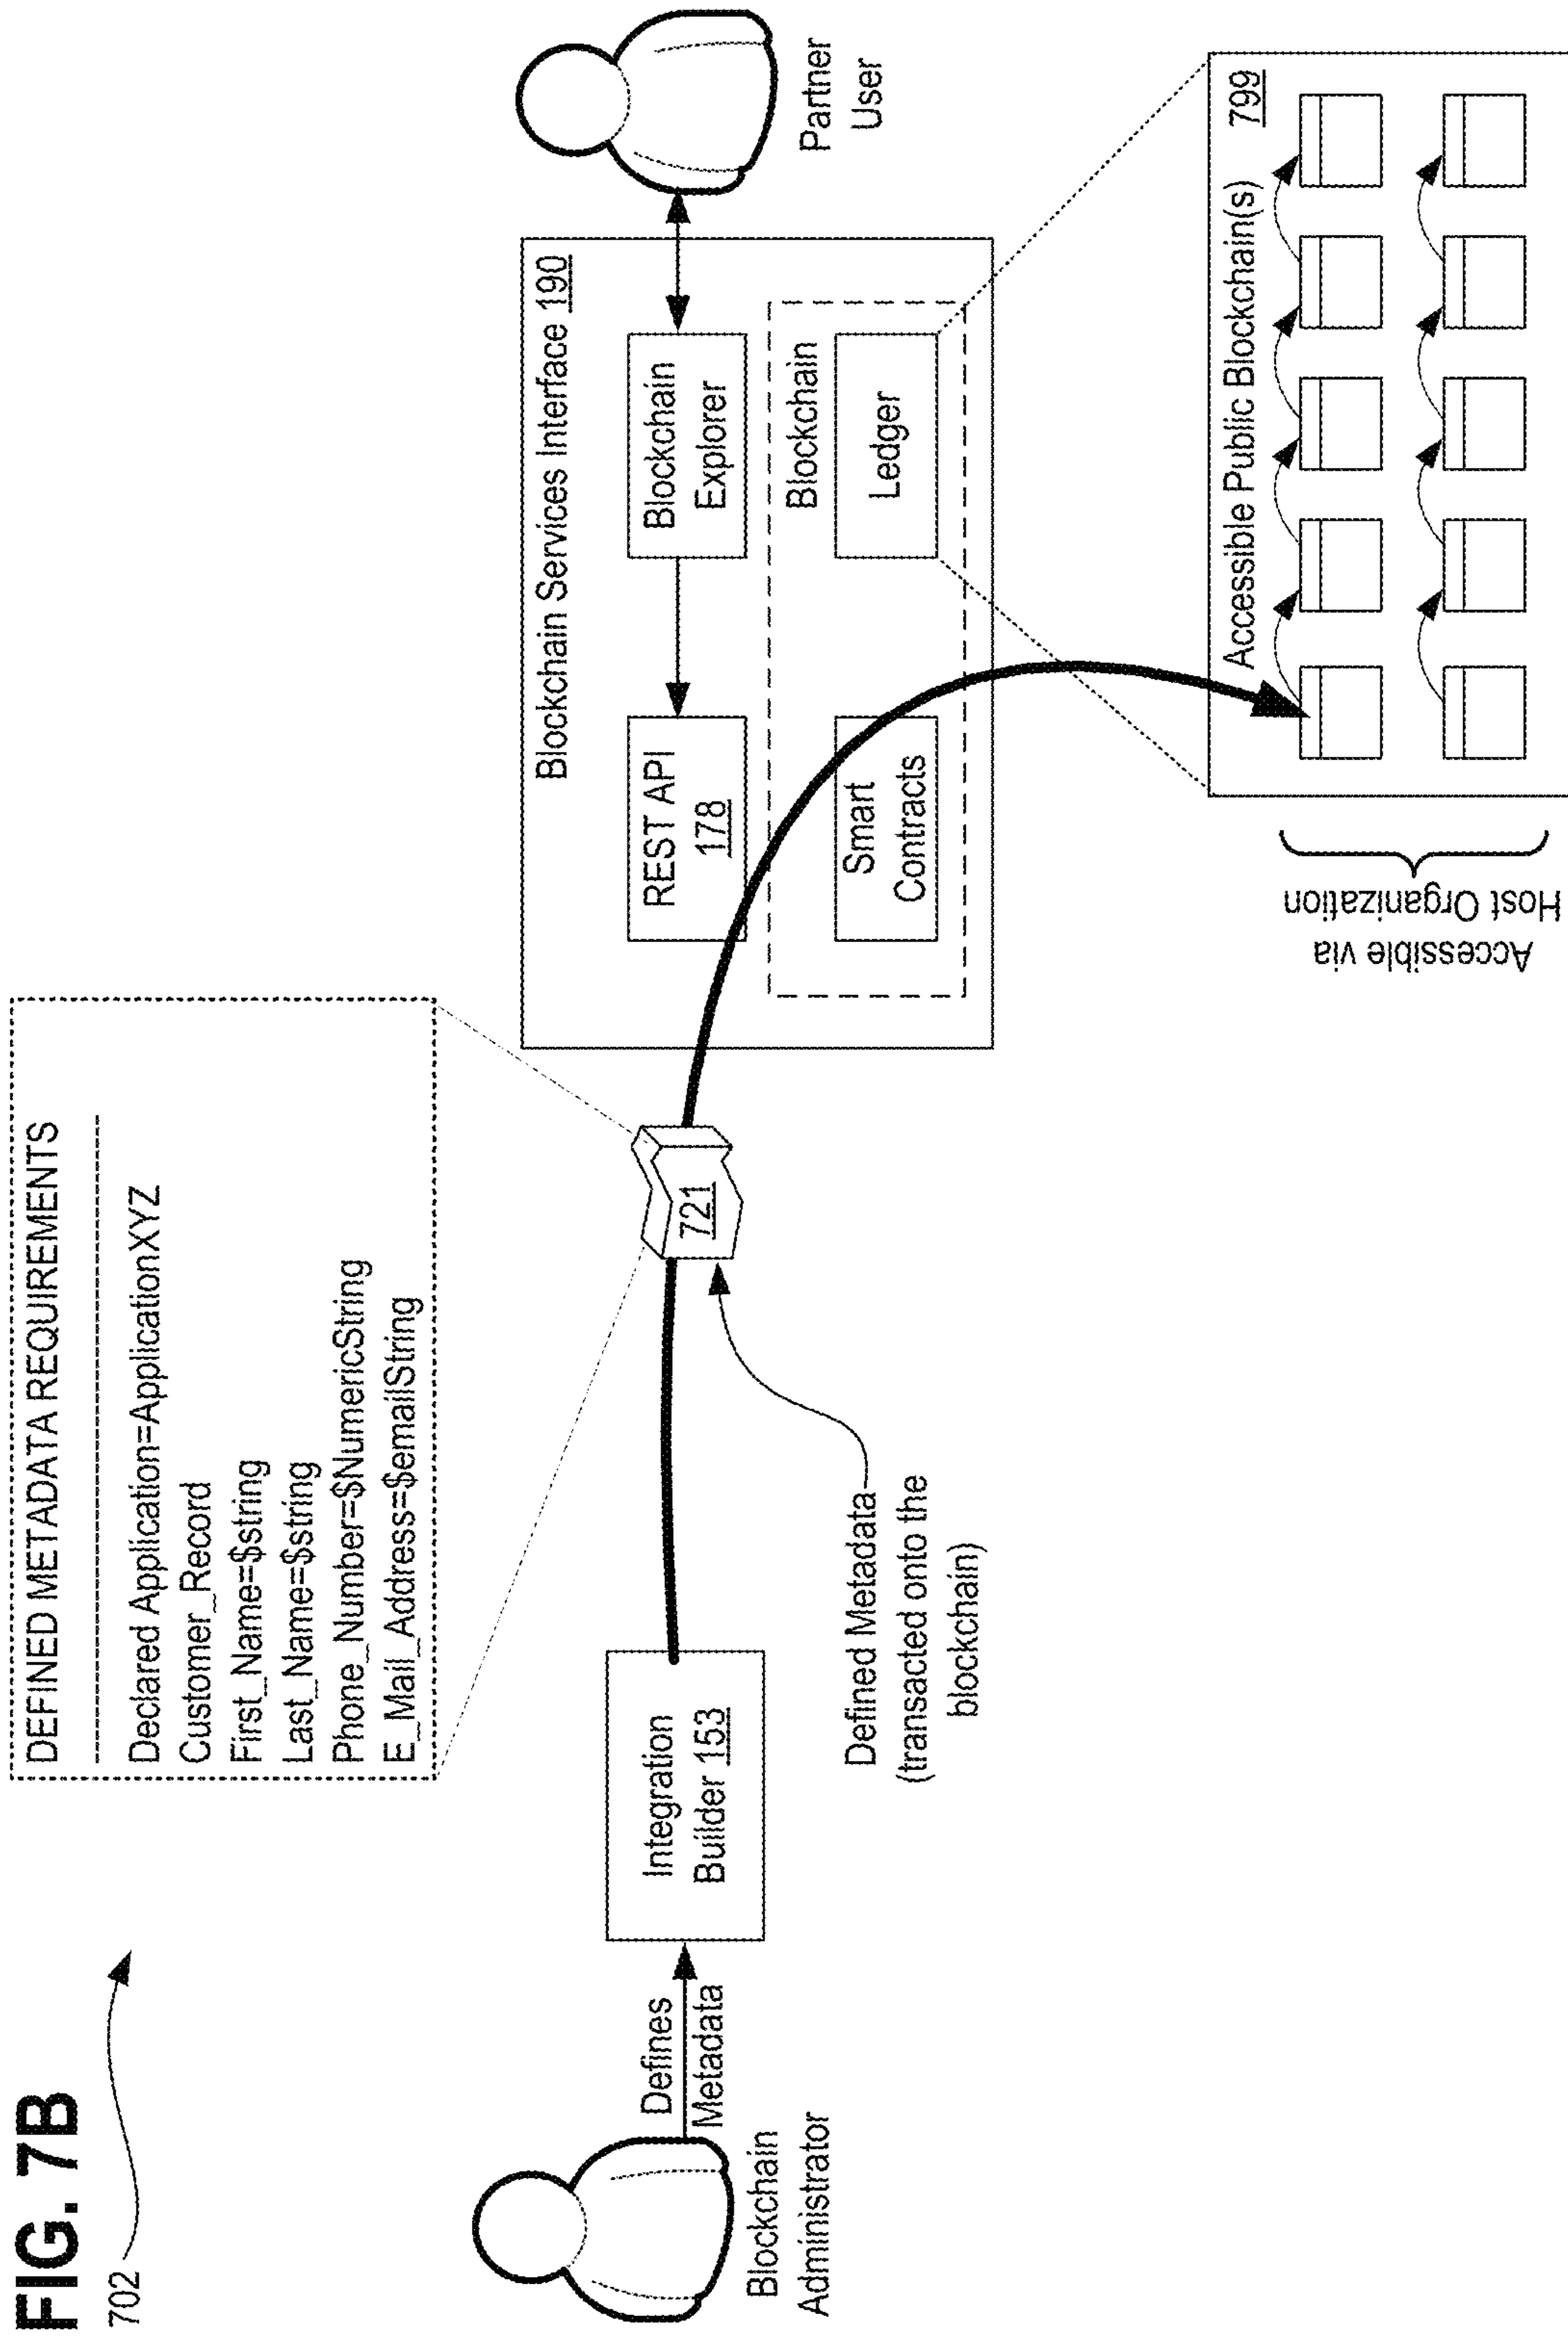 FIG. 7B
702
DEFINED METADATA REQUIREMENTS
Declared Application=ApplicationXYZ
Customer_Record
First_Name=$string
Last_Name=$string
Phone_Number=$NumericString
E_Mail_Address=$emailString
Blockchain
Administrator
Defines
Metadata
Integration
Builder 153
721
Defined Metadata
(transacted onto the
blockchain)
Blockchain Services Interface 190
REST API
178
Blockchain
Explorer
Blockchain
Smart
Contracts
Ledger
Partner
User
Accessible via
Host Organization
Accessible Public Blockchain(s) 799